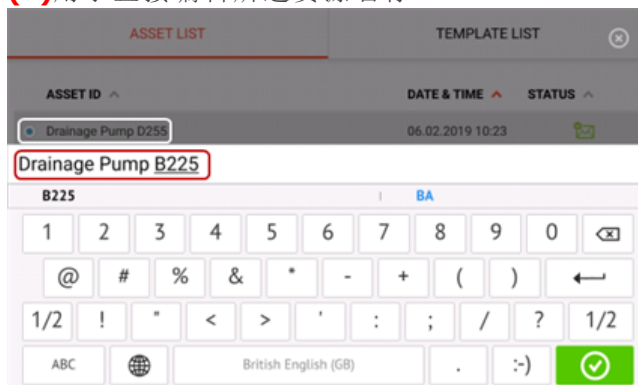 ASSET LIST TEMPLATE LIST
ASSET ID DATE & TIME STATUS
Drainage Pump D255 06.02.2019 10:23
Drainage Pump B225
B225 BA
1 2 3 4 5 6 7 8 9 0
@ # % & * - + ( )
1/2 ! " < > ' : ; / ? 1/2
ABC British English (GB) . :-)